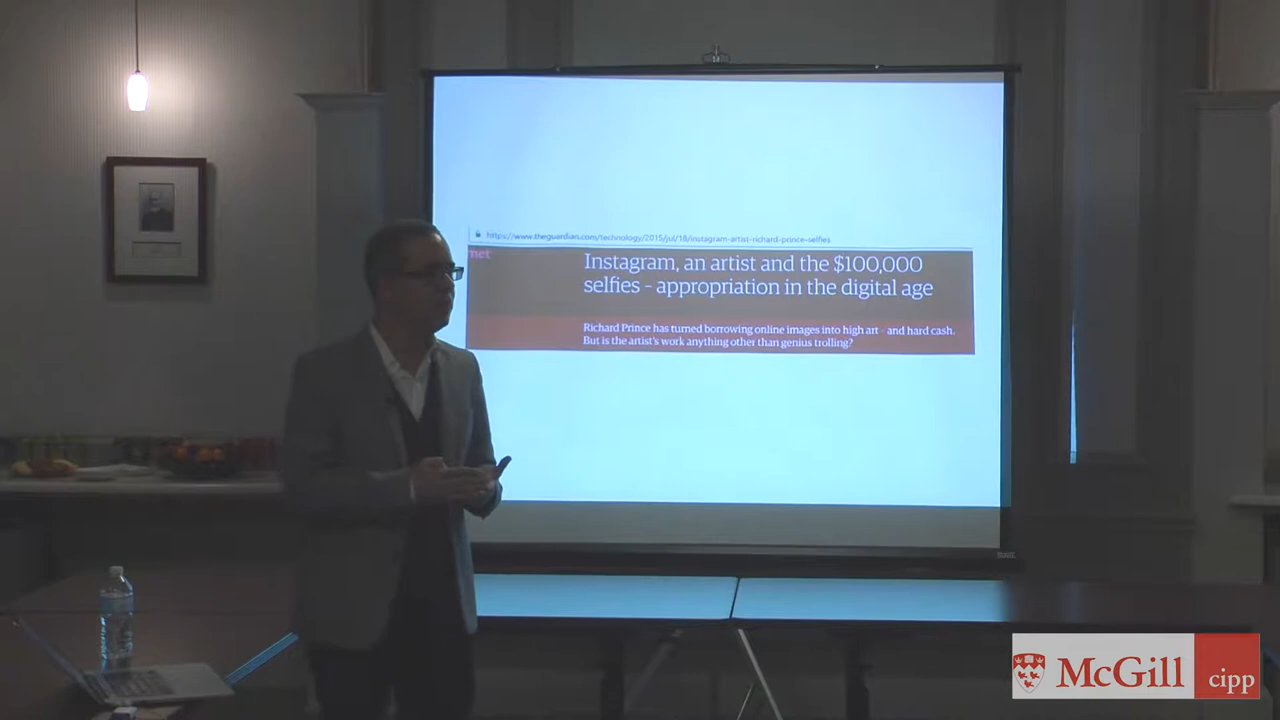 https://www.theguardian.com/technology/2015/jul/18/instagram-artist-richard-prince-selfies
net
Instagram, an artist and the $100,000
selfies – appropriation in the digital age
Richard Prince has turned borrowing online images into high art – and hard cash.
But is the artist's work anything other than genius trolling?
McGill
cipp